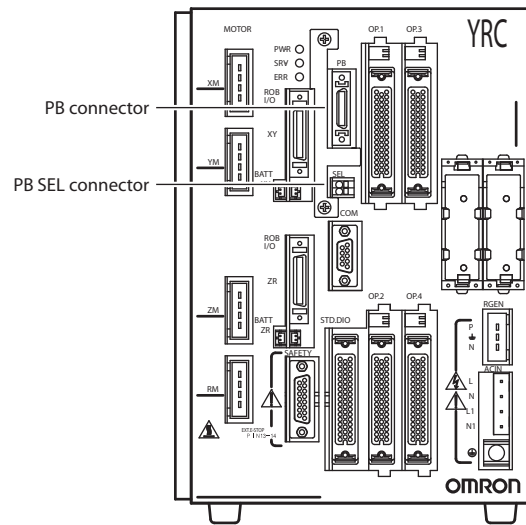 MOTOR
OP.1
OP.3
YRC
PWR
SRV
ERR
PB
XM
ROB
I/O
PB connector
XY
YM
BATT
SEL
PB SEL connector
COM
ROB
I/O
ZR
OP.2
OP.4
RGEN
ZM
BATT
STD.DIO
P
ZR
N
SAFETY
ACIN
L
RM
N
L1
EXT.E-STOP
P I N13–14
N1
OMRON